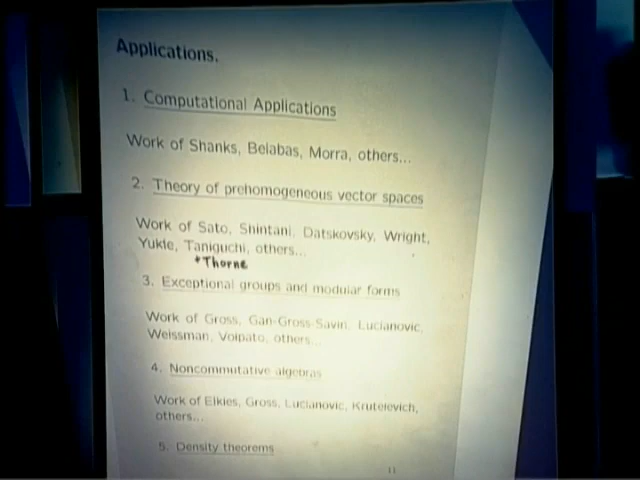 Applications.
1. Computational Applications
Work of Shanks, Belabas, Morra, others...
2. Theory of prehomogeneous vector spaces
Work of Sato, Shintani, Datskovsky, Wright,
Yukie, Taniguchi, others...
+Thorne
3. Exceptional groups and modular forms
Work of Gross, Gan-Gross-Savin, Lucianovic,
Weissman, Volpato, others...
4. Noncommutative algebras
Work of Elkies, Gross, Lucianovic, Krutelevich,
others...
5. Density theorems
11